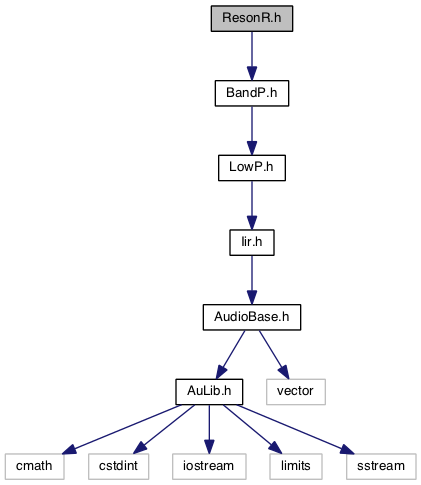 ResonR.h
BandP.h
LowP.h
Iir.h
AudioBase.h
AuLib.h
vector
cmath
cstdint
iostream
limits
sstream